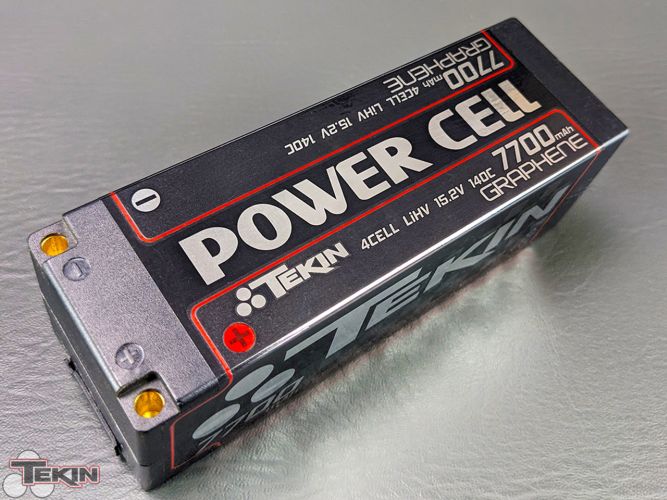 7700mAh
GRAPHENE
4CELL LiHV 15.2V 140C
POWER CELL
TEKIN 4CELL LiHV 15.2V 140C 7700mAh
GRAPHENE
−
+
−
+
TEKIN
7700
TEKIN